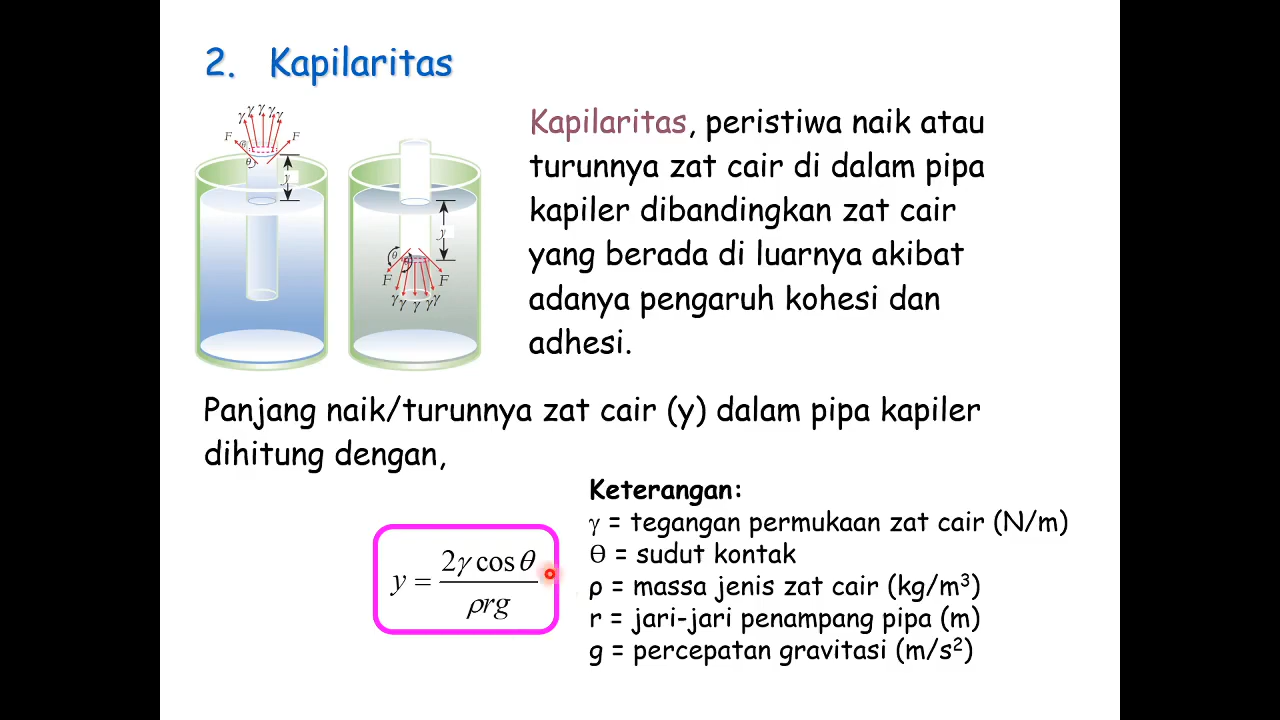 2. Kapilaritas
γ γ γ γ γ
F F
θ
y
Kapilaritas, peristiwa naik atau
turunnya zat cair di dalam pipa
kapiler dibandingkan zat cair
yang berada di luarnya akibat
adanya pengaruh kohesi dan
adhesi.
y
θ
F F
γ γ γ γ γ
Panjang naik/turunnya zat cair (y) dalam pipa kapiler
dihitung dengan,
y = 2γ cos θ / ρrg
Keterangan:
γ = tegangan permukaan zat cair (N/m)
Ө = sudut kontak
ρ = massa jenis zat cair (kg/m³)
r = jari-jari penampang pipa (m)
g = percepatan gravitasi (m/s²)